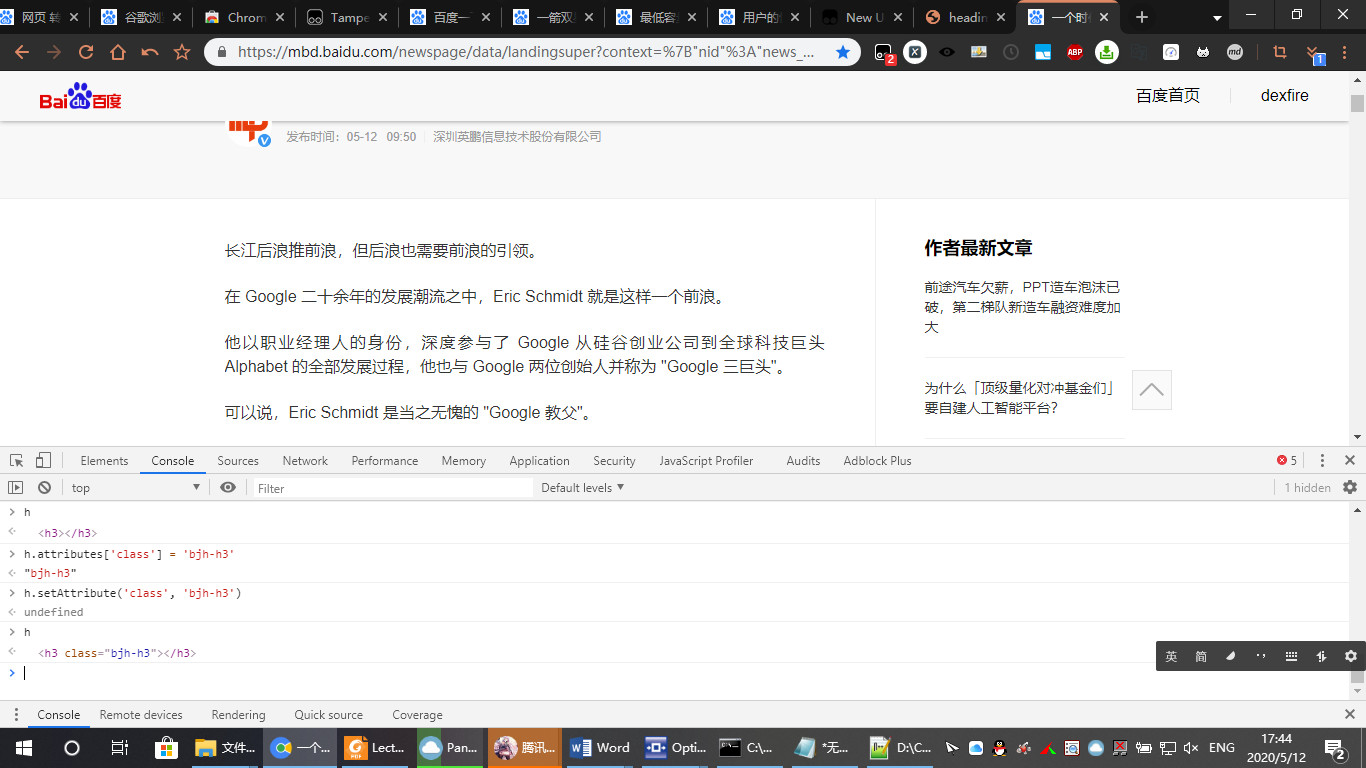 网页 转
谷歌浏
Chrom
Tampe
百度一
一箭双
最低容
用户的
New U
headin
一个时
https://mbd.baidu.com/newspage/data/landingsuper?context=%7B"nid"%3A"news_...
2
X
ABP
md
1
Bai du 百度
百度首页
dexfire
发布时间：05-12 09:50 深圳英鹏信息技术股份有限公司
长江后浪推前浪，但后浪也需要前浪的引领。
在 Google 二十余年的发展潮流之中，Eric Schmidt 就是这样一个前浪。
他以职业经理人的身份，深度参与了 Google 从硅谷创业公司到全球科技巨头
Alphabet 的全部发展过程，他也与 Google 两位创始人并称为 "Google 三巨头"。
可以说，Eric Schmidt 是当之无愧的 "Google 教父"。
作者最新文章
前途汽车欠薪，PPT造车泡沫已
破，第二梯队新造车融资难度加
大
为什么「顶级量化对冲基金们」
要自建人工智能平台？
Elements Console Sources Network Performance Memory Application Security JavaScript Profiler Audits Adblock Plus 5
top Filter Default levels 1 hidden
h
<h3></h3>
h.attributes['class'] = 'bjh-h3'
"bjh-h3"
h.setAttribute('class', 'bjh-h3')
undefined
h
<h3 class="bjh-h3"></h3>
英 简
Console Remote devices Rendering Quick source Coverage
文件... 一个... Lect... Pan... 腾讯... Word Opti... C:\... *无... D:\C... ENG
17:44
2020/5/12
2